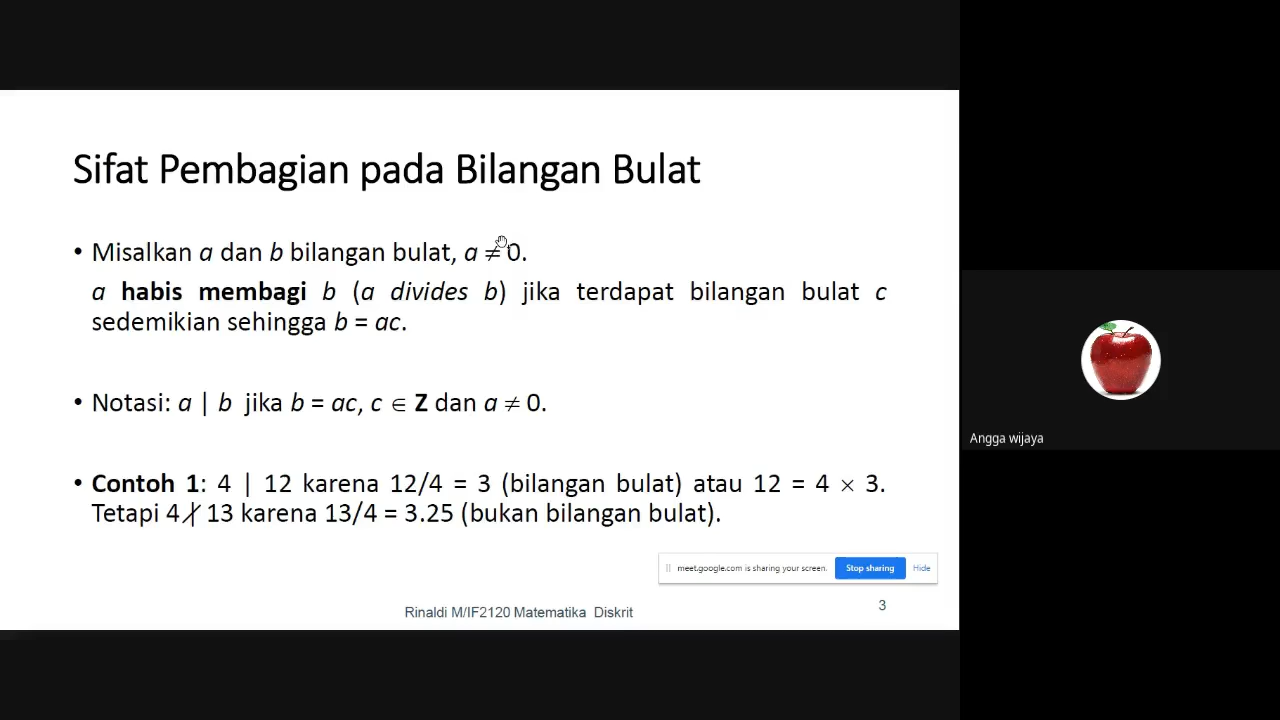 Sifat Pembagian pada Bilangan Bulat
• Misalkan a dan b bilangan bulat, a ≠ 0.
a habis membagi b (a divides b) jika terdapat bilangan bulat c
sedemikian sehingga b = ac.
• Notasi: a | b jika b = ac, c ∈ Z dan a ≠ 0.
• Contoh 1: 4 | 12 karena 12/4 = 3 (bilangan bulat) atau 12 = 4 × 3.
Tetapi 4 ∤ 13 karena 13/4 = 3.25 (bukan bilangan bulat).
meet.google.com is sharing your screen. Stop sharing Hide
Rinaldi M/IF2120 Matematika Diskrit 3
Angga wijaya